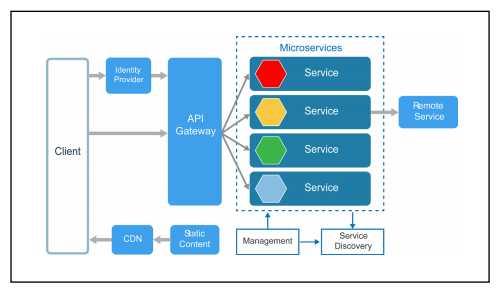 Microservices
Identity
Provider
Service
API
Gateway
Service
Remote
Service
Client
Service
Service
CDN
Static
Content
Management
Service
Discovery